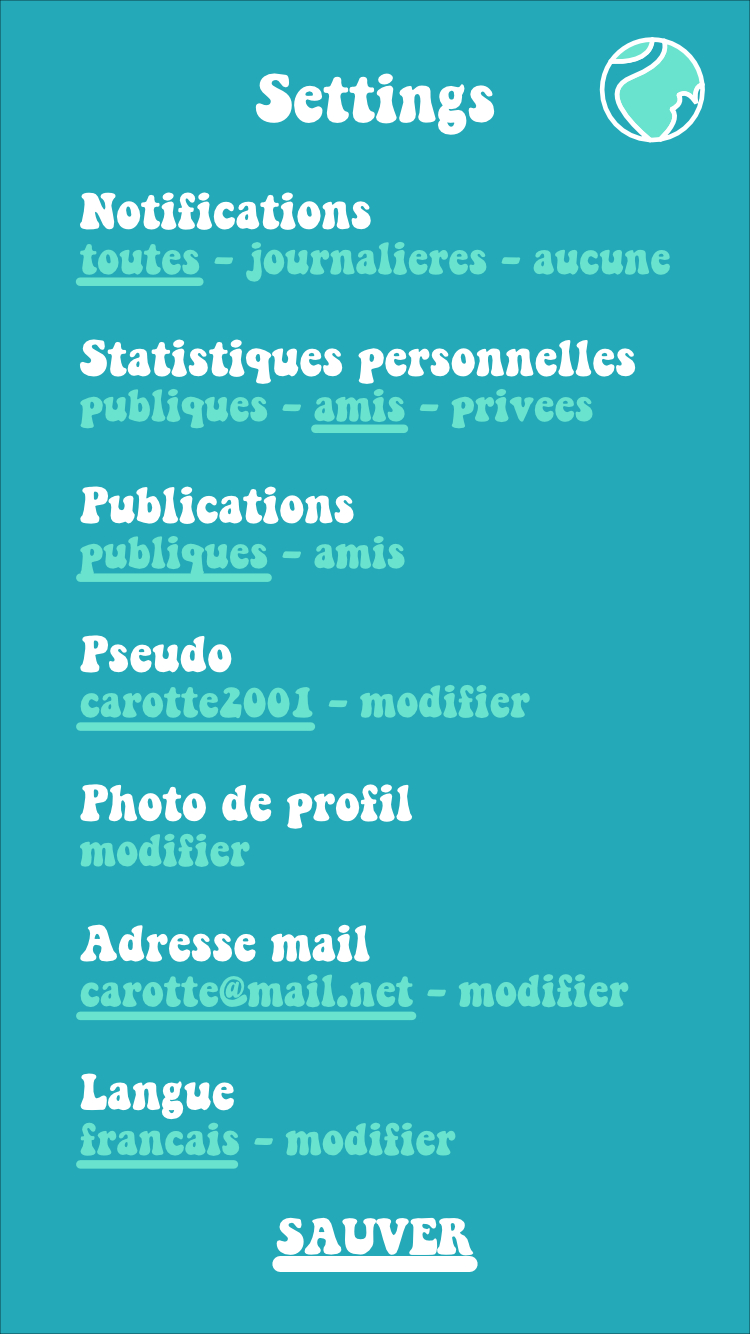 Settings
Notifications
toutes - journalieres - aucune
Statistiques personnelles
publiques - amis - privees
Publications
publiques - amis
Pseudo
carotte2001 - modifier
Photo de profil
modifier
Adresse mail
carotte@mail.net - modifier
Langue
francais - modifier
SAUVER